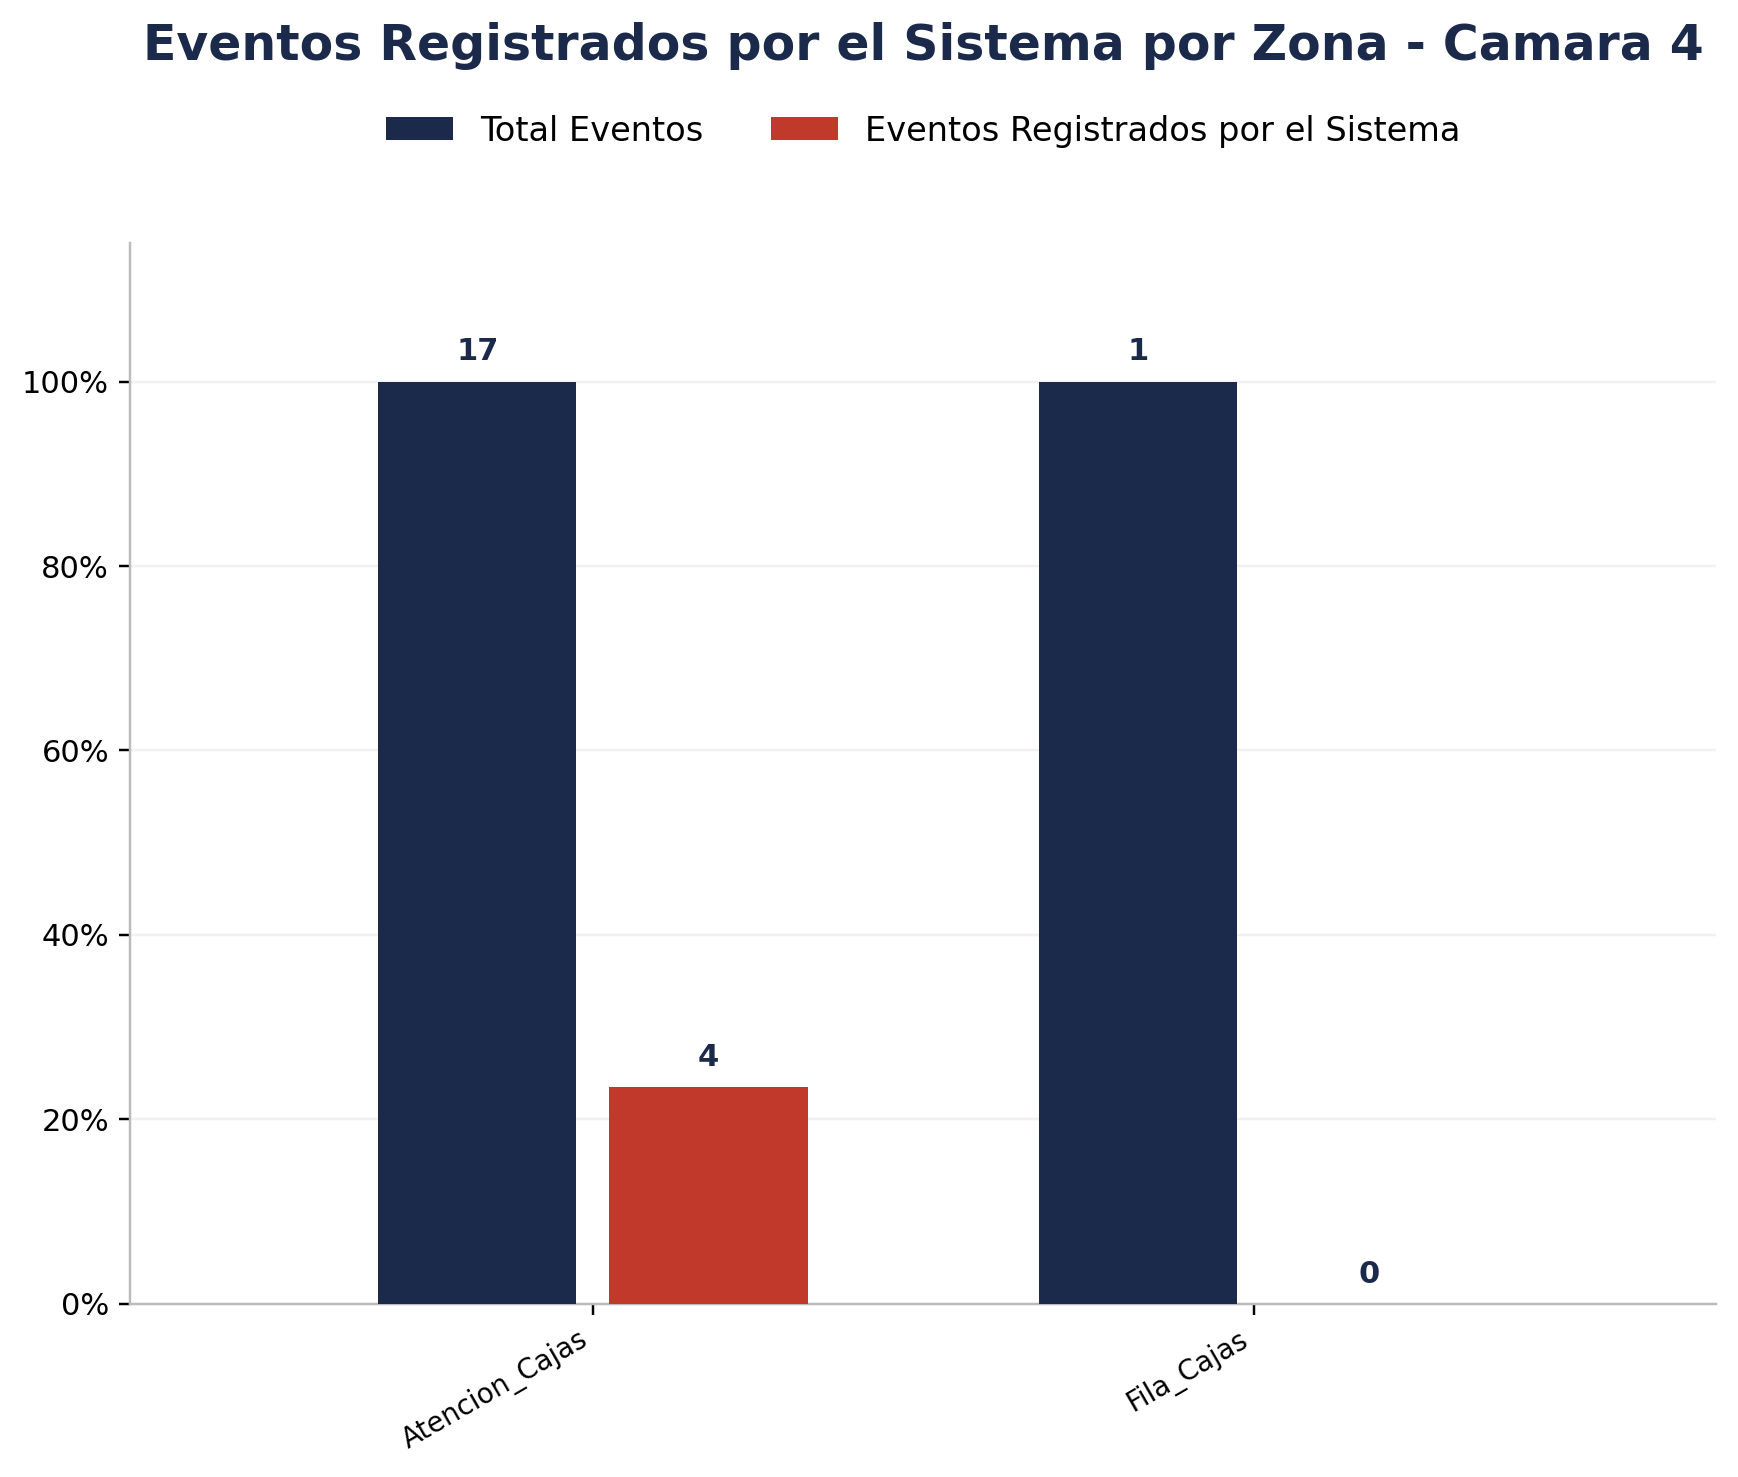 Eventos Registrados por el Sistema por Zona - Camara 4
Total Eventos
Eventos Registrados por el Sistema
17
1
100%
80%
60%
40%
4
20%
0
0%
Atencion_Cajas
Fila_Cajas